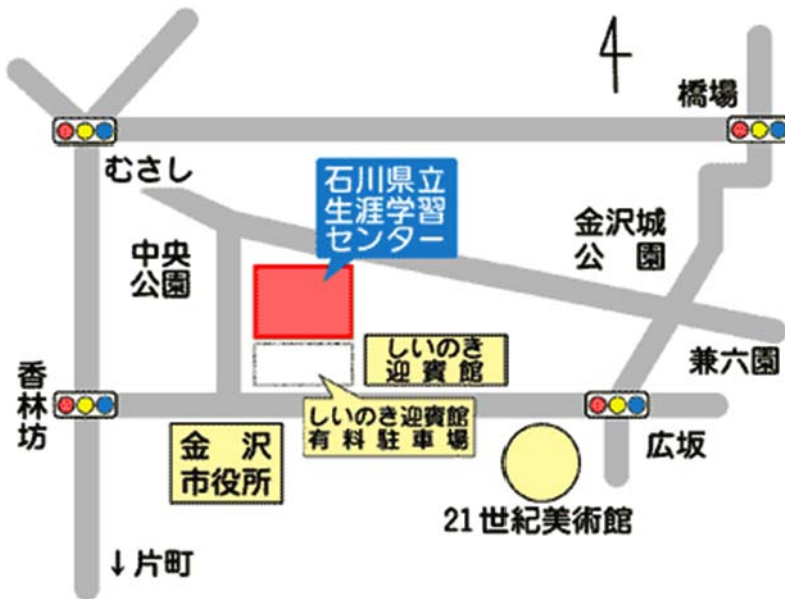 橋場
むさし
石川県立
生涯学習
センター
金沢城
公園
中央
公園
しいのき
迎賓館
兼六園
香林坊
しいのき迎賓館
有料駐車場
金沢
市役所
広坂
21世紀美術館
↓片町